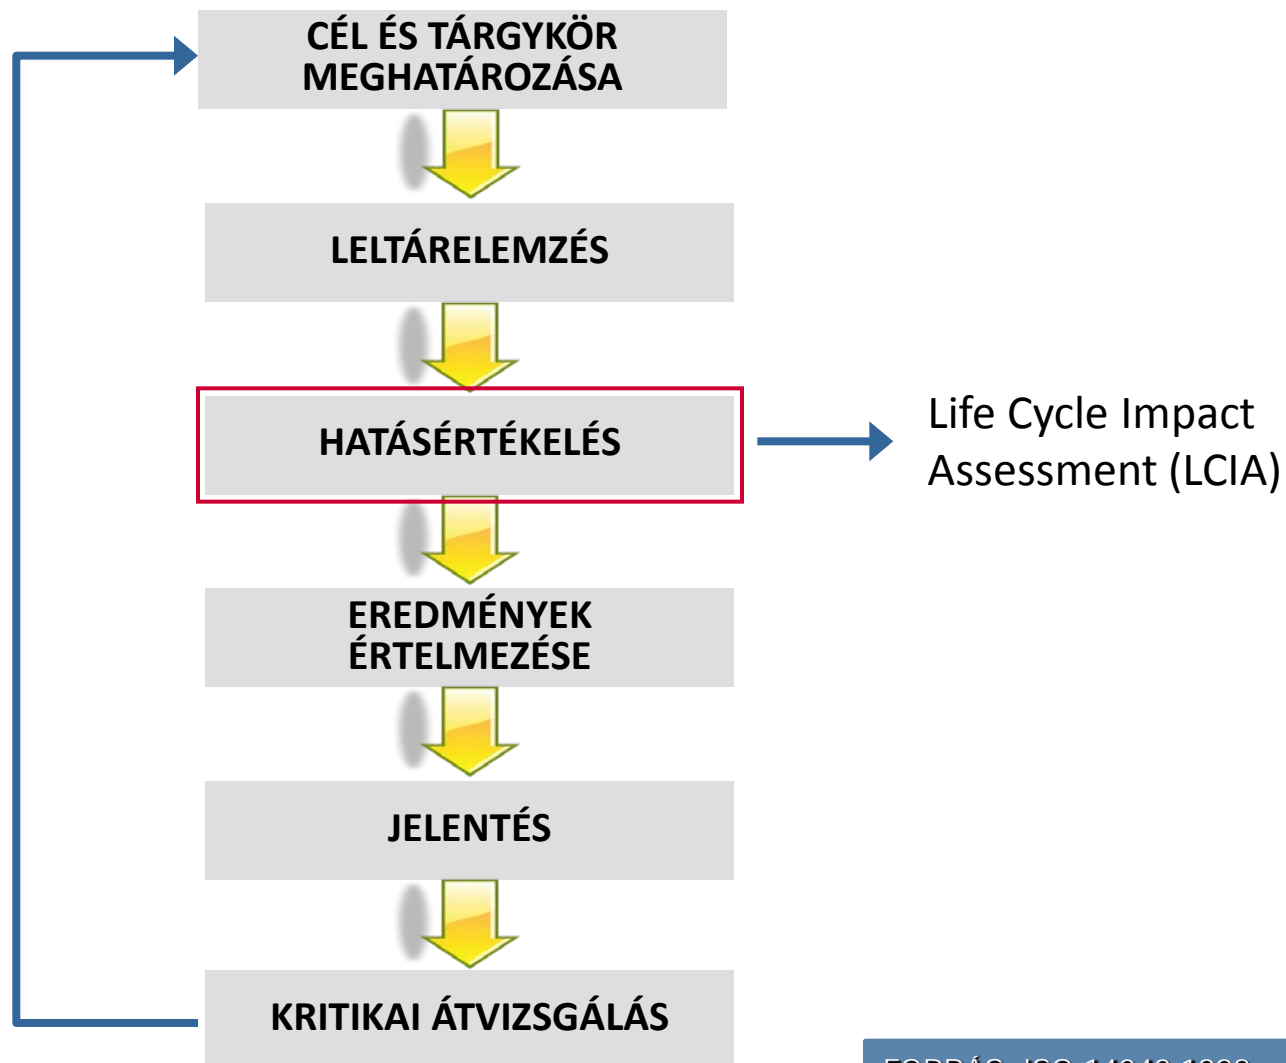 CÉL ÉS TÁRGYKÖR
MEGHATÁROZÁSA
LELTÁRELEMZÉS
HATÁSÉRTÉKELÉS
Life Cycle Impact
Assessment (LCIA)
EREDMÉNYEK
ÉRTELMEZÉSE
JELENTÉS
KRITIKAI ÁTVIZSGÁLÁS